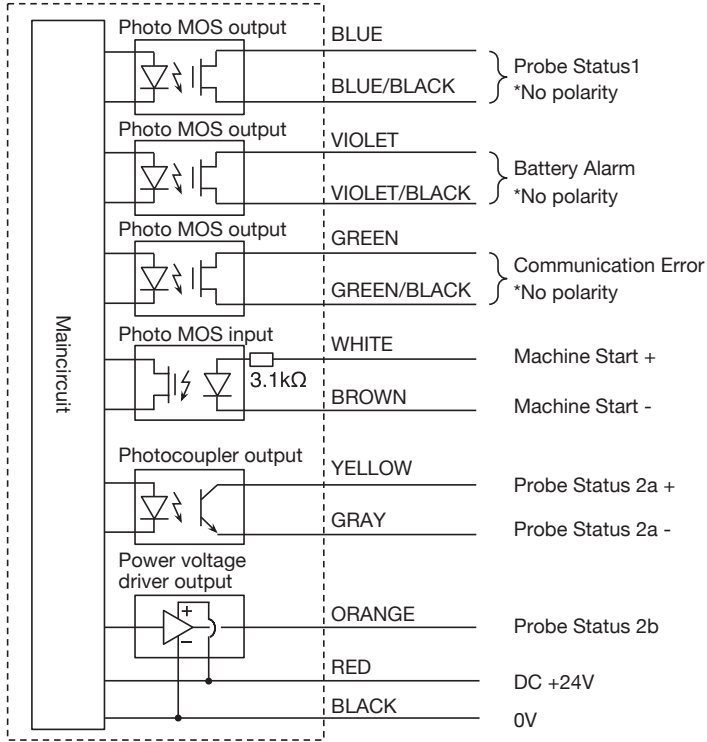 Maincircuit
Photo MOS output
BLUE
BLUE/BLACK
Probe Status1
*No polarity
Photo MOS output
VIOLET
VIOLET/BLACK
Battery Alarm
*No polarity
Photo MOS output
GREEN
GREEN/BLACK
Communication Error
*No polarity
Photo MOS input
3.1kΩ
WHITE
Machine Start +
BROWN
Machine Start -
Photocoupler output
YELLOW
Probe Status 2a +
GRAY
Probe Status 2a -
Power voltage
driver output
+
−
ORANGE
Probe Status 2b
RED
DC +24V
BLACK
0V